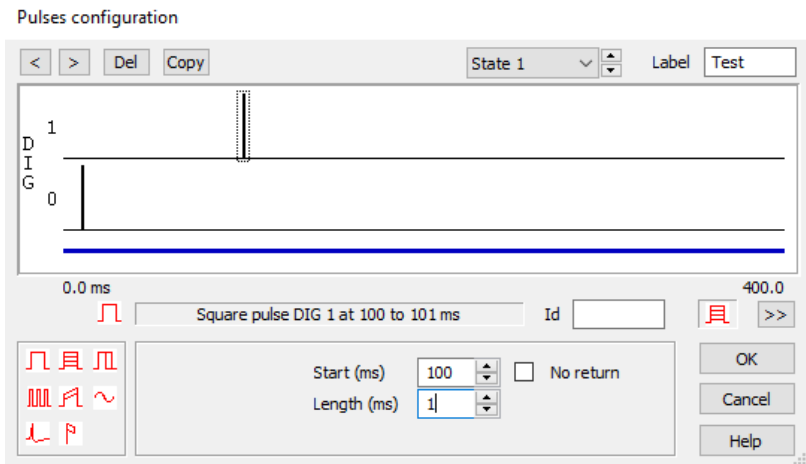 Pulses configuration
< > Del Copy State 1 Label Test
1
DIG
0
0.0 ms 400.0
Square pulse DIG 1 at 100 to 101 ms Id >>
Start (ms) 100 No return OK
Length (ms) 1 Cancel
Help